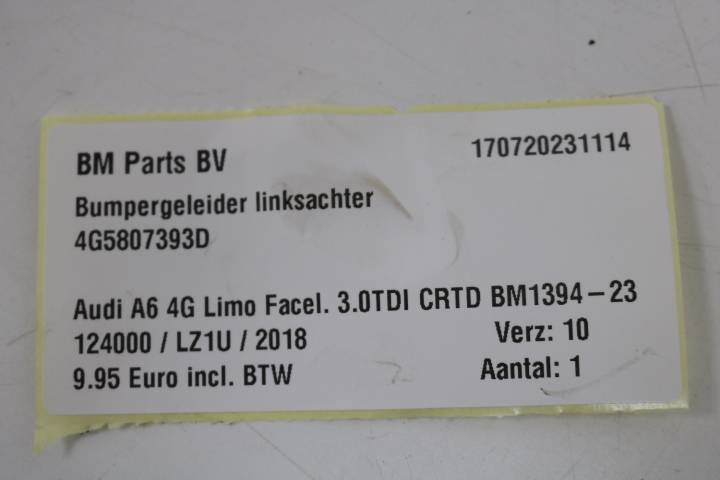 BM Parts BV 170720231114
Bumpergeleider linksachter
4G5807393D
Audi A6 4G Limo Facel. 3.0TDI CRTD BM1394-23
124000 / LZ1U / 2018 Verz: 10
9.95 Euro incl. BTW Aantal: 1